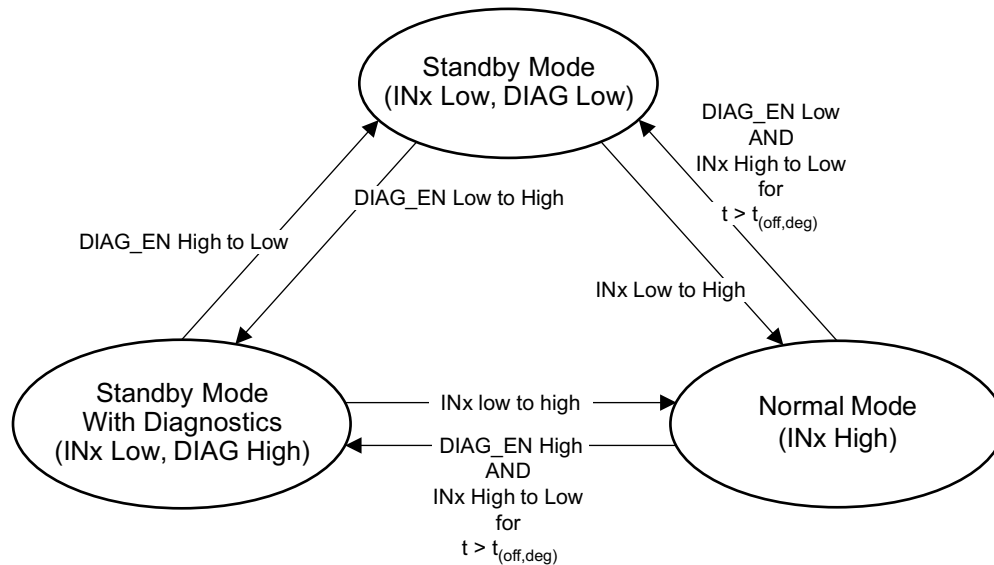 Standby Mode
(INx Low, DIAG Low)
DIAG_EN Low
AND
INx High to Low
for
t > t(off,deg)
DIAG_EN Low to High
DIAG_EN High to Low
INx Low to High
Standby Mode
With Diagnostics
(INx Low, DIAG High)
INx low to high
DIAG_EN High
AND
INx High to Low
for
t > t(off,deg)
Normal Mode
(INx High)